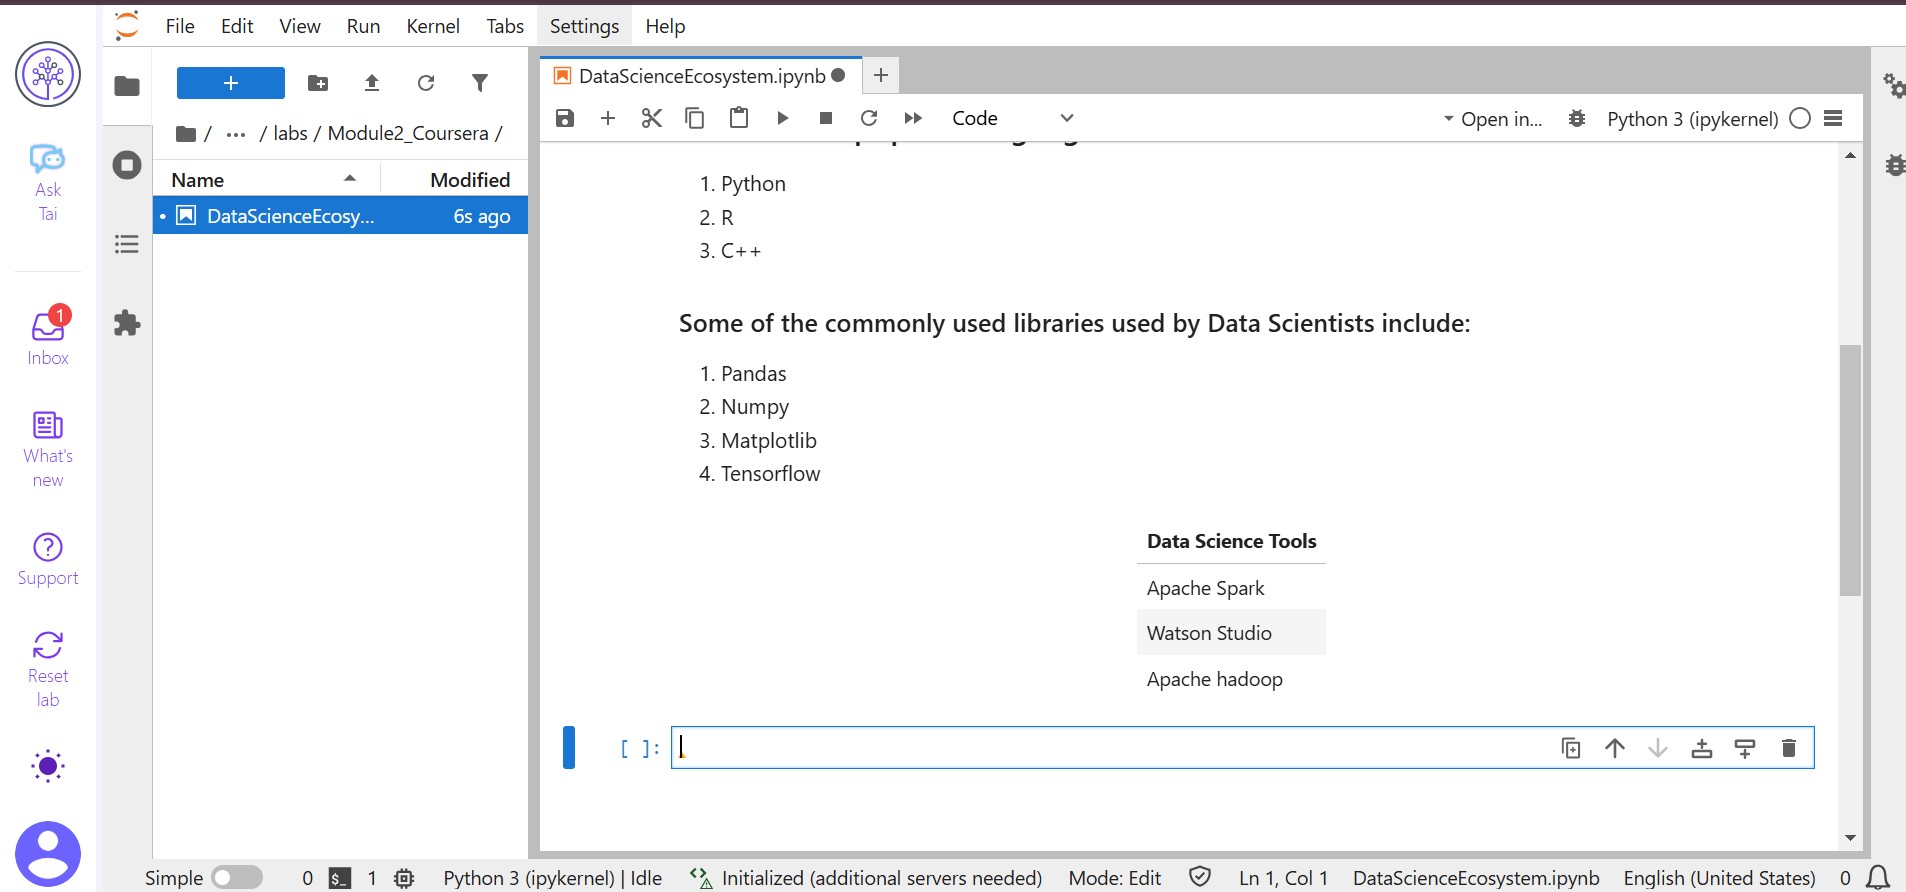 File Edit View Run Kernel Tabs Settings Help
Ask
Tai
1
Inbox
What's
new
Support
Reset
lab
+
/ ... / labs / Module2_Coursera /
Name Modified
DataScienceEcosy... 6s ago
DataScienceEcosystem.ipynb
Code
Open in... Python 3 (ipykernel)
1. Python
2. R
3. C++
Some of the commonly used libraries used by Data Scientists include:
1. Pandas
2. Numpy
3. Matplotlib
4. Tensorflow
Data Science Tools
Apache Spark
Watson Studio
Apache hadoop
[ ]:
Simple 0 $_ 1 Python 3 (ipykernel) | Idle Initialized (additional servers needed) Mode: Edit Ln 1, Col 1 DataScienceEcosystem.ipynb English (United States) 0